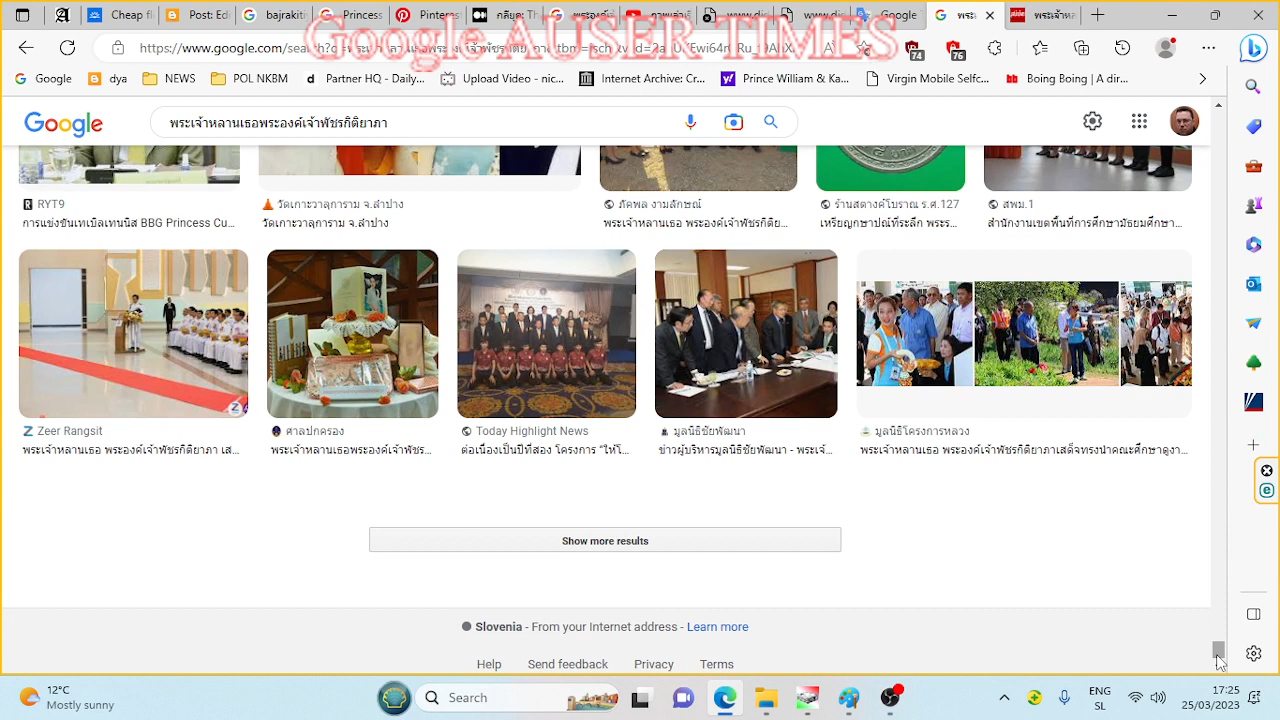 Google AUSER TIMES
Cheap fl
Post Edi
bajrakiti
Princess
Pinteres
https://www.google.com/sea
74
76
Google
dya
NEWS
POL NKBM
Partner HQ - Daily...
Upload Video - nic...
Internet Archive: Cr...
Prince William & Ka...
Virgin Mobile Selfc...
Boing Boing | A dir...
Google
พระเจ้าหลานเธอพระองค์เจ้าพัชรกิติยาภา
RYT9
วัดเกาะวาลุการาม จ.ลำปาง
ภัคพล งามลักษณ์
ร้านสตางค์โบราณ ร.ศ.127
สพม.1
การแข่งขันเทเบิลเทนนิส BBG Princess Cu...
วัดเกาะวาลุการาม จ.ลำปาง
พระเจ้าหลานเธอ พระองค์เจ้าพัชรกิติย...
เหรียญกษาปณ์ที่ระลึก พระร...
สำนักงานเขตพื้นที่การศึกษามัธยมศึกษา...
Zeer Rangsit
ศาลปกครอง
Today Highlight News
มูลนิธิชัยพัฒนา
มูลนิธิโครงการหลวง
พระเจ้าหลานเธอ พระองค์เจ้าพัชรกิติยาภา เส...
พระเจ้าหลานเธอพระองค์เจ้าพัชร...
ต่อเนื่องเป็นปีที่สอง โครงการ “ให้โ...
ข่าวผู้บริหารมูลนิธิชัยพัฒนา - พระเจ้...
พระเจ้าหลานเธอ พระองค์เจ้าพัชรกิติยาภาเสด็จทรงนำคณะศึกษาดูงา...
Show more results
Slovenia - From your Internet address - Learn more
Help Send feedback Privacy Terms
12°C
Mostly sunny
Search
ENG
SL
17:25
25/03/2023